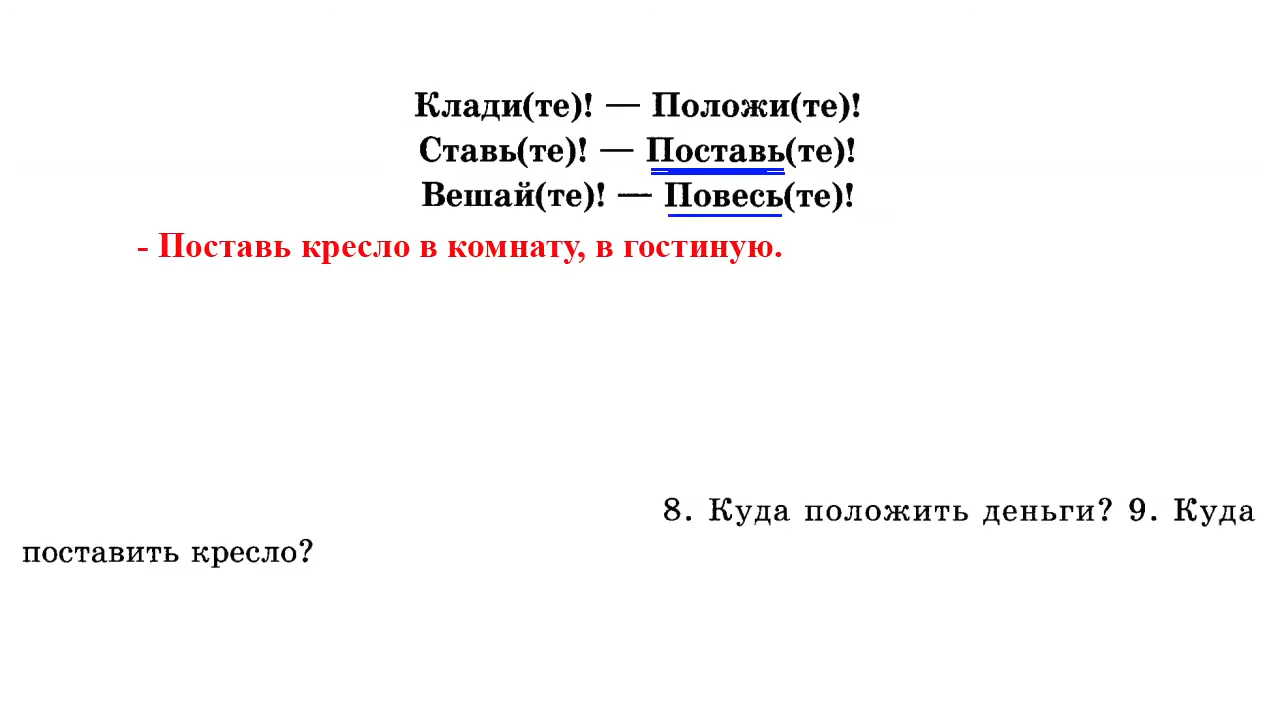 Клади(те)! — Положи(те)!
Ставь(те)! — Поставь(те)!
Вешай(те)! — Повесь(те)!
- Поставь кресло в комнату, в гостиную.
8. Куда положить деньги? 9. Куда
поставить кресло?